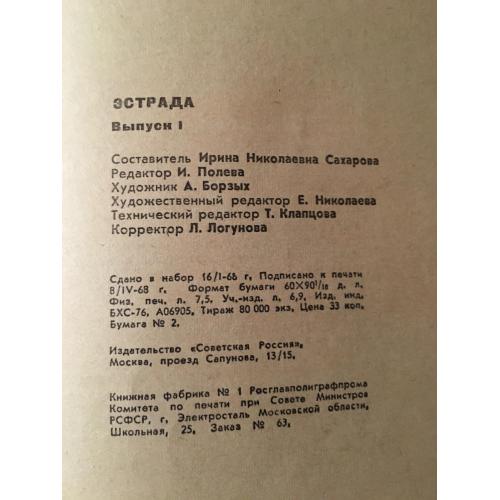 ЭСТРАДА
Выпуск I
Составитель Ирина Николаевна Сахарова
Редактор И. Полева
Художник А. Борзых
Художественный редактор Е. Николаева
Технический редактор Т. Клапцова
Корректор Л. Логунова
Сдано в набор 16/I-68 г. Подписано к печати
8/IV-68 г. Формат бумаги 60X90¹/₁₆ д. л.
Физ. печ. л. 7,5. Уч.-изд. л. 6,9. Изд. инд.
БХС-76, А06905. Тираж 80 000 экз. Цена 33 коп.
Бумага № 2.
Издательство «Советская Россия».
Москва, проезд Сапунова, 13/15.
Книжная фабрика № 1 Росглавполиграфпрома
Комитета по печати при Совете Министров
РСФСР, г. Электросталь Московской области,
Школьная, 25. Заказ № 63.